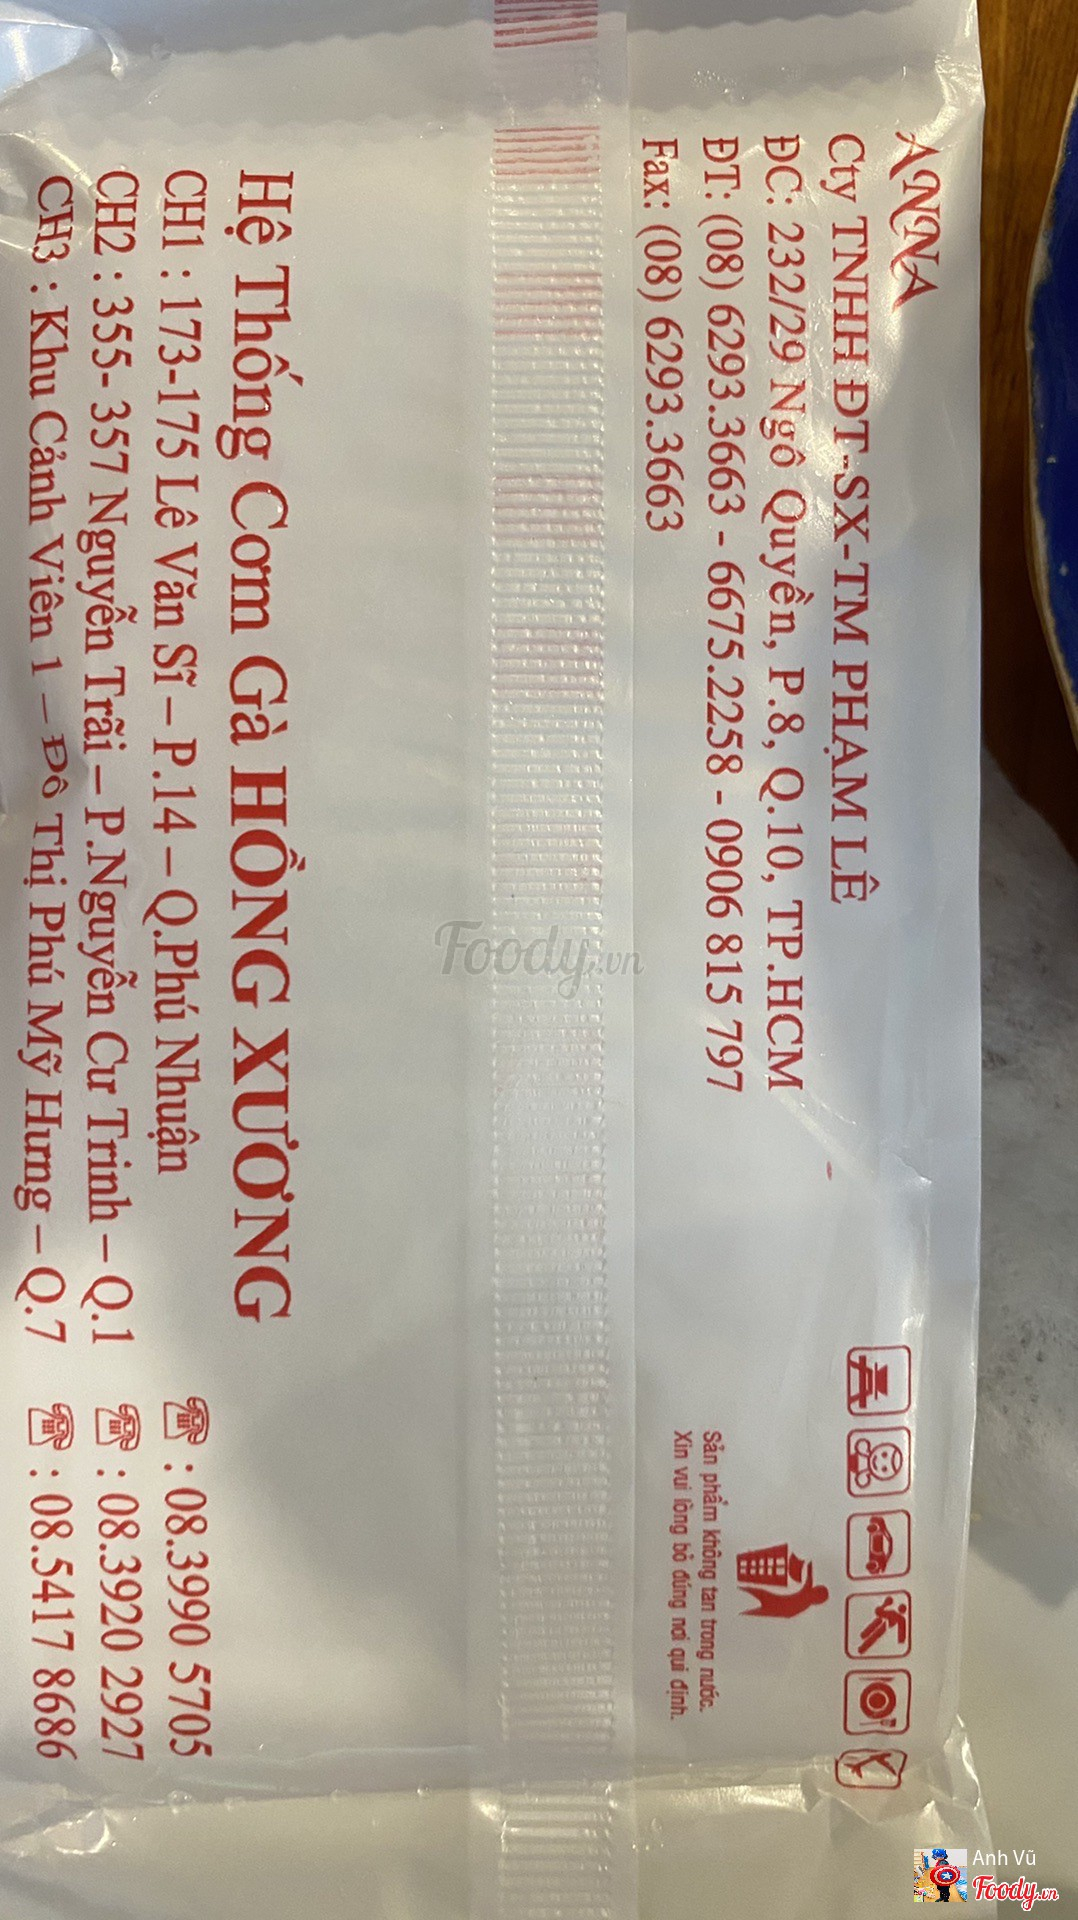 ANNA
Cty TNHH ĐT-SX-TM PHẠM LÊ
ĐC: 232/29 Ngô Quyền, P.8, Q.10, TP.HCM
ĐT: (08) 6293.3663 - 6675.2258 - 0906 815 797
Fax: (08) 6293.3663
Sản phẩm không tan trong nước.
Xin vui lòng bỏ đúng nơi qui định.
Hệ Thống Cơm Gà HỒNG XƯƠNG
CH1 : 173-175 Lê Văn Sĩ – P.14 – Q.Phú Nhuận ☎ : 08.3990 5705
CH2 : 355- 357 Nguyễn Trãi – P.Nguyễn Cư Trinh – Q.1 ☎ : 08.3920 2927
CH3 : Khu Cảnh Viên 1 – Đô Thị Phú Mỹ Hưng – Q.7 ☎ : 08.5417 8686
Foody.vn
Anh Vũ
Foody.vn